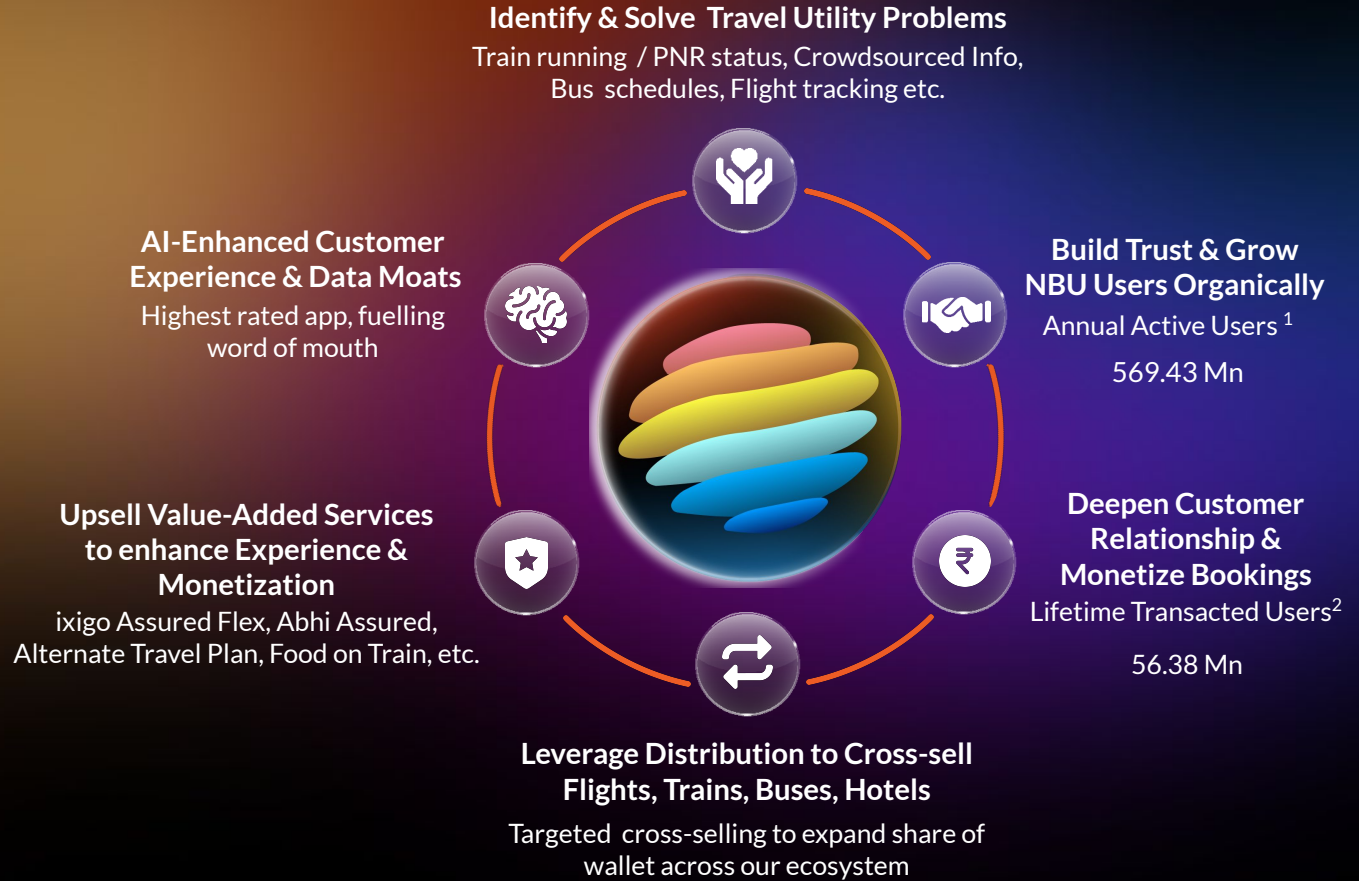 Identify & Solve Travel Utility Problems
Train running / PNR status, Crowdsourced Info,
Bus schedules, Flight tracking etc.
Build Trust & Grow
NBU Users Organically
Annual Active Users 1
569.43 Mn
Deepen Customer
Relationship &
Monetize Bookings
Lifetime Transacted Users2
56.38 Mn
Leverage Distribution to Cross-sell
Flights, Trains, Buses, Hotels
Targeted cross-selling to expand share of
wallet across our ecosystem
Upsell Value-Added Services
to enhance Experience &
Monetization
ixigo Assured Flex, Abhi Assured,
Alternate Travel Plan, Food on Train, etc.
AI-Enhanced Customer
Experience & Data Moats
Highest rated app, fuelling
word of mouth
₹